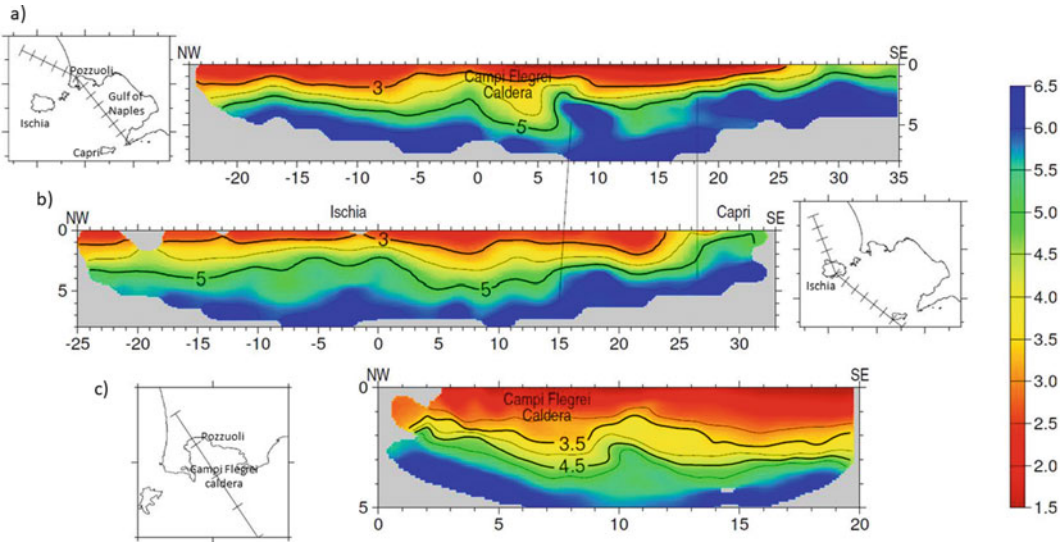 a)
Pozzuoli
Gulf of
Naples
Ischia
Capri
NW
SE
Campi Flegrei
Caldera
3
5
0
5
0
5
-20 -15 -10 -5 0 5 10 15 20 25 30 35
b)
NW
Ischia
Capri
SE
3
5
5
0
5
-25 -20 -15 -10 -5 0 5 10 15 20 25 30
Ischia
c)
Pozzuoli
Campi Flegrei
caldera
NW
SE
Campi Flegrei
Caldera
3.5
4.5
0
5
0 5 10 15 20
6.5
6.0
5.5
5.0
4.5
4.0
3.5
3.0
2.5
2.0
1.5